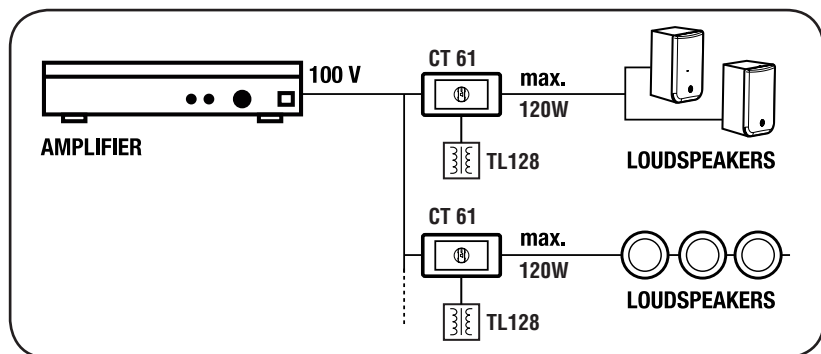 CT 61
100 V
max.
120W
AMPLIFIER
TL128
LOUDSPEAKERS
CT 61
max.
120W
LOUDSPEAKERS
TL128